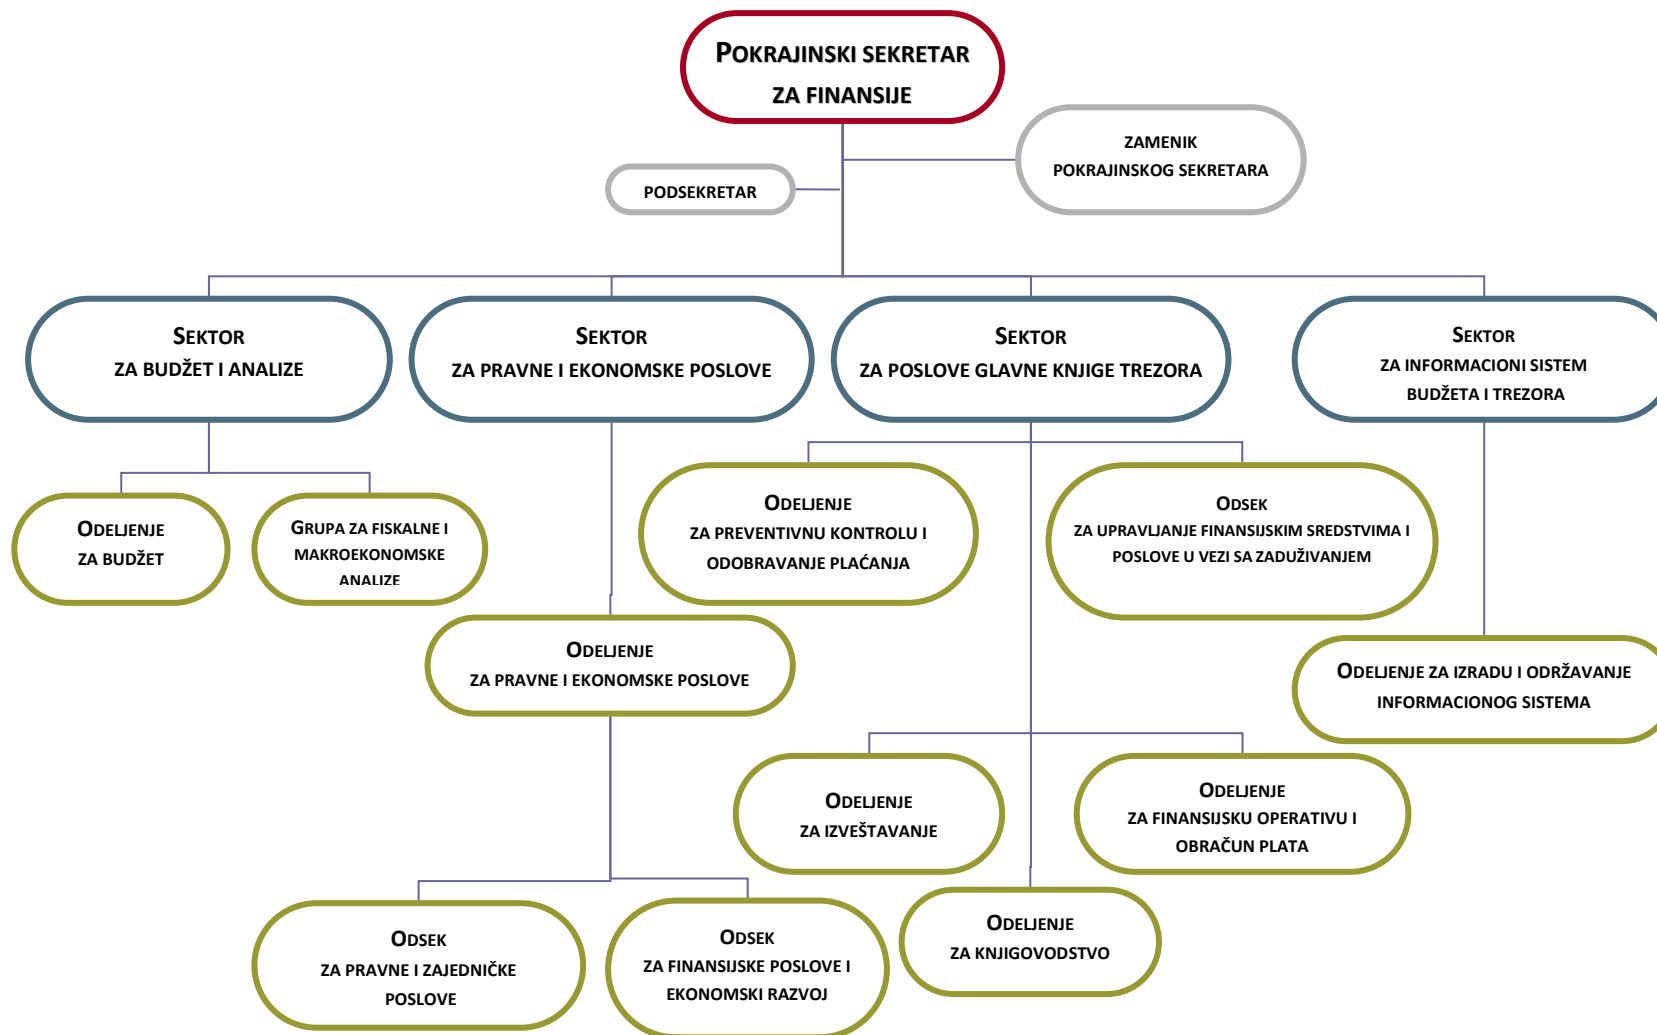 POKRAJINSKI SEKRETAR
ZA FINANSIJE
ZAMENIK
POKRAJINSKOG SEKRETARA
PODSEKRETAR
SEKTOR
ZA BUDŽET I ANALIZE
SEKTOR
ZA PRAVNE I EKONOMSKE POSLOVE
SEKTOR
ZA POSLOVE GLAVNE KNJIGE TREZORA
SEKTOR
ZA INFORMACIONI SISTEM
BUDŽETA I TREZORA
ODELJENJE
ZA BUDŽET
GRUPA ZA FISKALNE I
MAKROEKONOMSKE
ANALIZE
ODELJENJE
ZA PREVENTIVNU KONTROLU I
ODOBRAVANJE PLAĆANJA
ODSEK
ZA UPRAVLJANJE FINANSIJSKIM SREDSTVIMA I
POSLOVE U VEZI SA ZADUŽIVANJEM
ODELJENJE
ZA PRAVNE I EKONOMSKE POSLOVE
ODELJENJE ZA IZRADU I ODRŽAVANJE
INFORMACIONOG SISTEMA
ODELJENJE
ZA IZVEŠTAVANJE
ODELJENJE
ZA FINANSIJSKU OPERATIVU I
OBRAČUN PLATA
ODSEK
ZA PRAVNE I ZAJEDNIČKE
POSLOVE
ODSEK
ZA FINANSIJSKE POSLOVE I
EKONOMSKI RAZVOJ
ODELJENJE
ZA KNJIGOVODSTVO